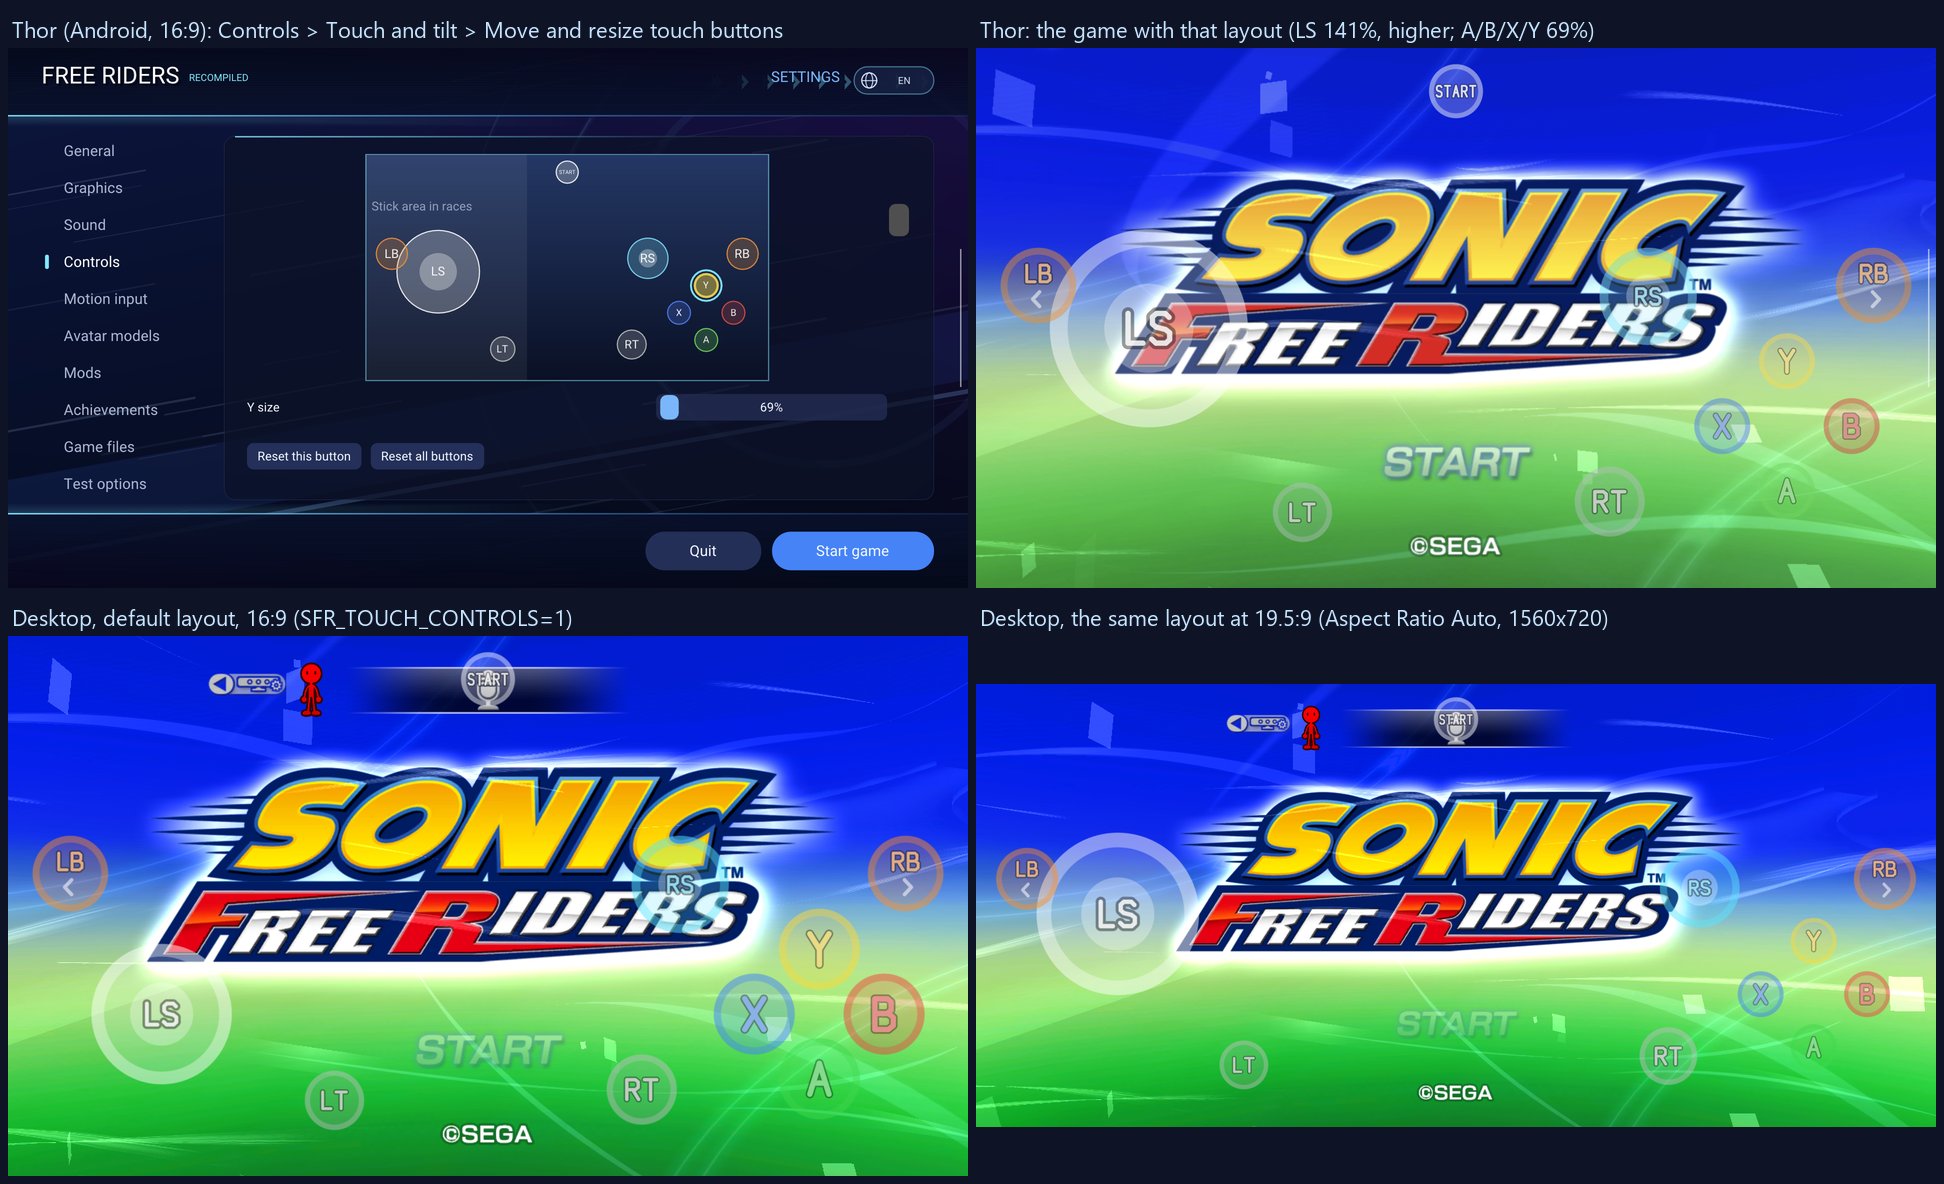 Thor (Android, 16:9): Controls > Touch and tilt > Move and resize touch buttons
FREE RIDERS RECOMPILED
SETTINGS
EN
General
Graphics
Sound
Controls
Motion input
Avatar models
Mods
Achievements
Game files
Test options
START
Stick area in races
LB
LS
RS
RB
Y
X
B
A
LT
RT
Y size
69%
Reset this button
Reset all buttons
Quit
Start game
Thor: the game with that layout (LS 141%, higher; A/B/X/Y 69%)
START
SONIC
FREE RIDERS
TM
LB
LS
RS
RB
Y
X
B
A
START
LT
RT
©SEGA
Desktop, default layout, 16:9 (SFR_TOUCH_CONTROLS=1)
START
SONIC
FREE RIDERS
TM
LB
RS
RB
LS
Y
X
B
A
START
LT
RT
©SEGA
Desktop, the same layout at 19.5:9 (Aspect Ratio Auto, 1560x720)
START
SONIC
FREE RIDERS
TM
LB
LS
RS
RB
Y
X
B
A
START
LT
RT
©SEGA